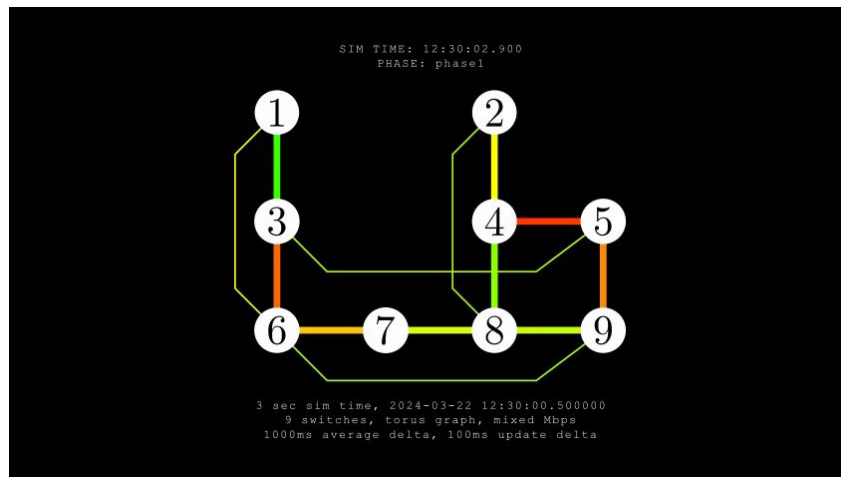 SIM TIME: 12:30:02.900
PHASE: phase1
1 2
3 4 5
6 7 8 9
3 sec sim time, 2024-03-22 12:30:00.500000
9 switches, torus graph, mixed Mbps
1000ms average delta, 100ms update delta